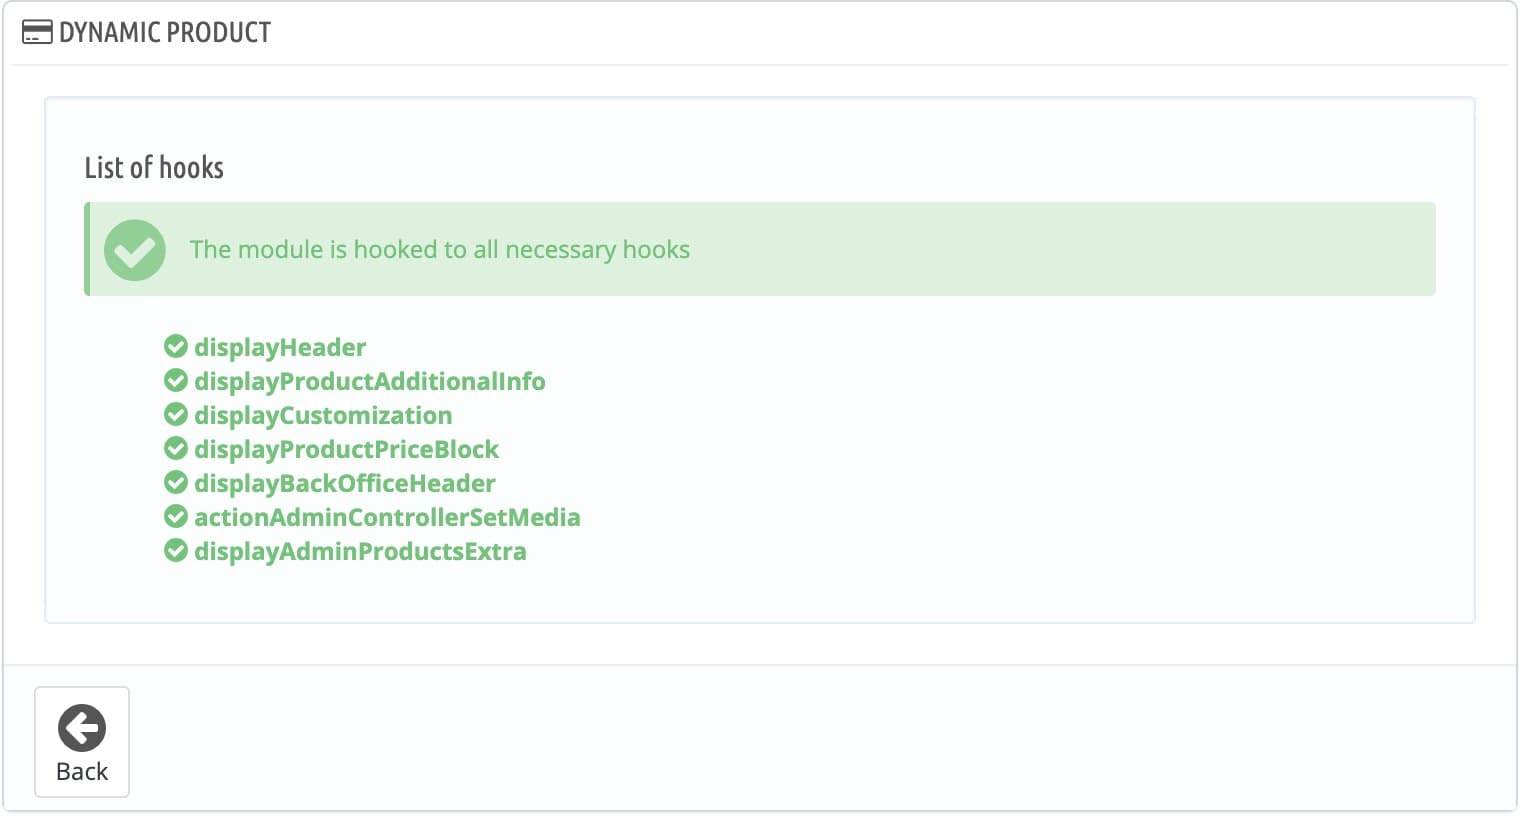 DYNAMIC PRODUCT
List of hooks
The module is hooked to all necessary hooks
displayHeader
displayProductAdditionalInfo
displayCustomization
displayProductPriceBlock
displayBackOfficeHeader
actionAdminControllerSetMedia
displayAdminProductsExtra
Back